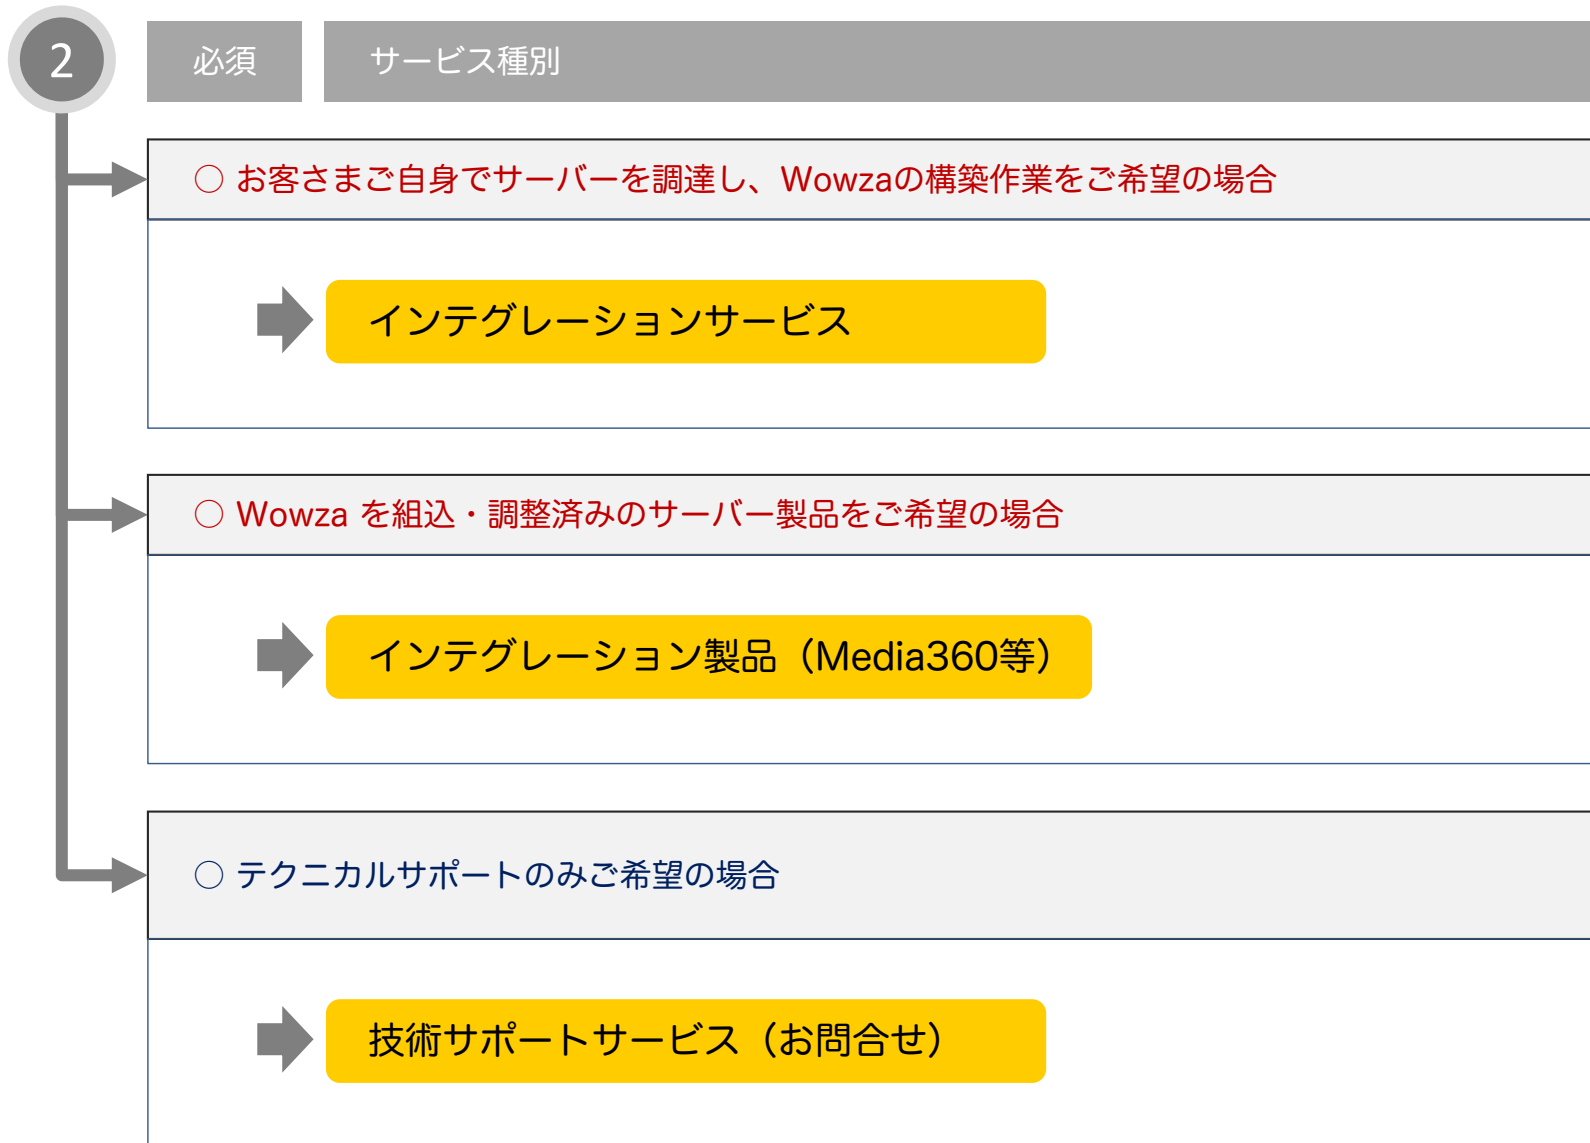 2
必須
サービス種別
○ お客さまご自身でサーバーを調達し、Wowzaの構築作業をご希望の場合
インテグレーションサービス
○ Wowza を組込・調整済みのサーバー製品をご希望の場合
インテグレーション製品（Media360等）
○ テクニカルサポートのみご希望の場合
技術サポートサービス（お問合せ）